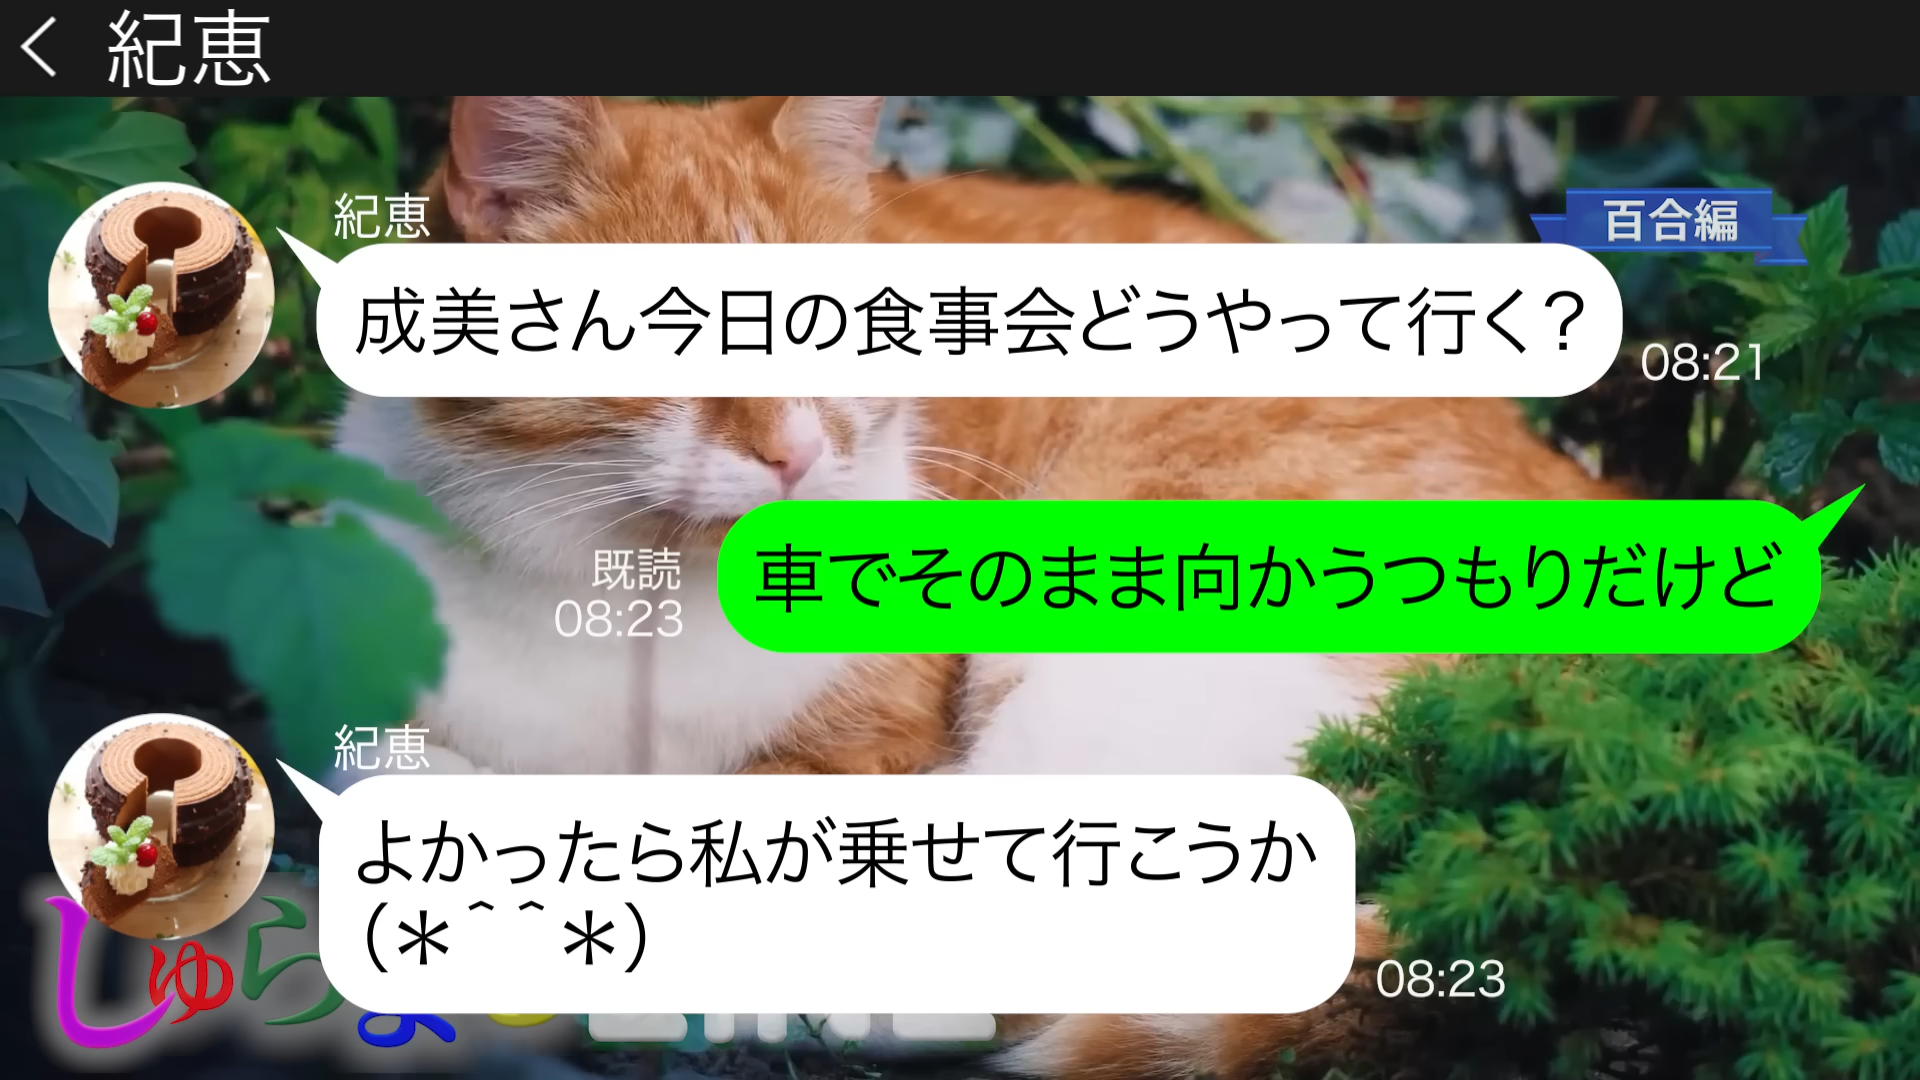 紀恵
紀恵
百合編
成美さん今日の食事会どうやって行く?
08:21
既読
08:23
車でそのまま向かうつもりだけど
紀恵
よかったら私が乗せて行こうか
(*＾＾*)
08:23
しゅら